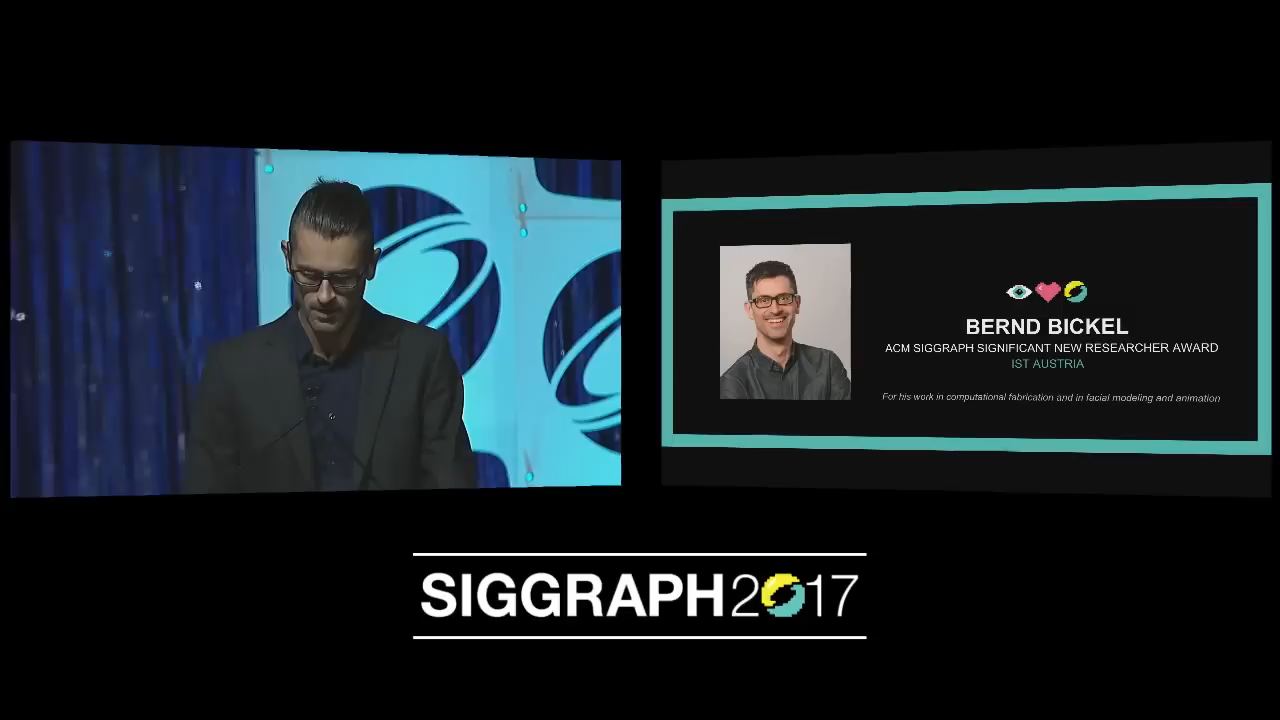 BERND BICKEL
ACM SIGGRAPH SIGNIFICANT NEW RESEARCHER AWARD
IST AUSTRIA
For his work in computational fabrication and in facial modeling and animation
SIGGRAPH2017